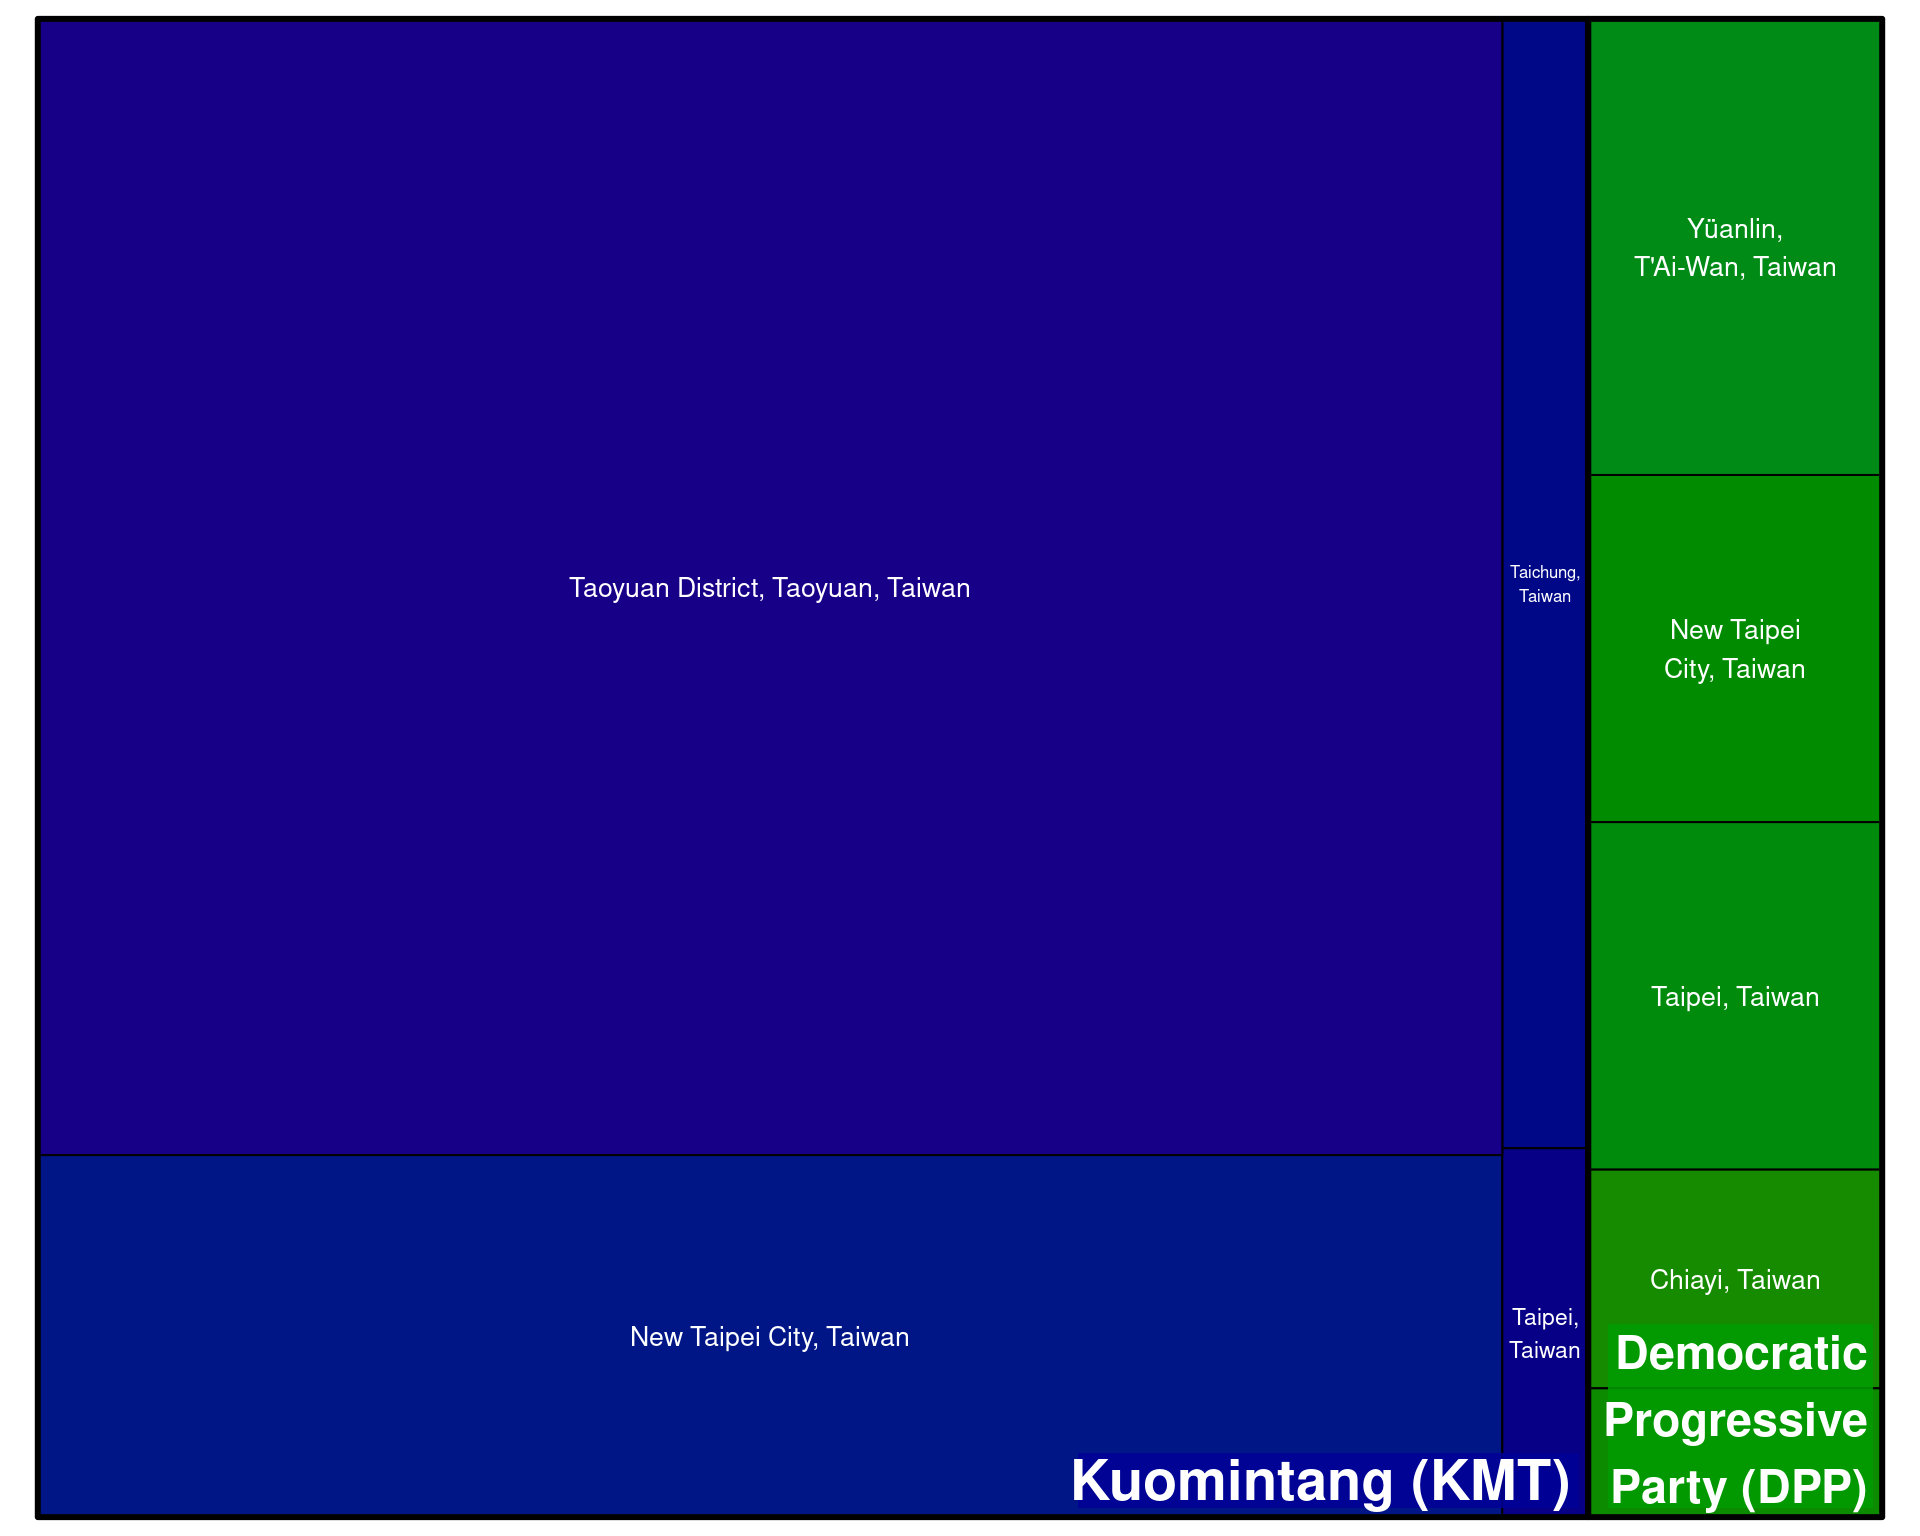 Taoyuan District, Taoyuan, Taiwan
New Taipei City, Taiwan
Taichung,
Taiwan
Taipei,
Taiwan
Kuomintang (KMT)
Yüanlin,
T'Ai-Wan, Taiwan
New Taipei
City, Taiwan
Taipei, Taiwan
Chiayi, Taiwan
Democratic
Progressive
Party (DPP)